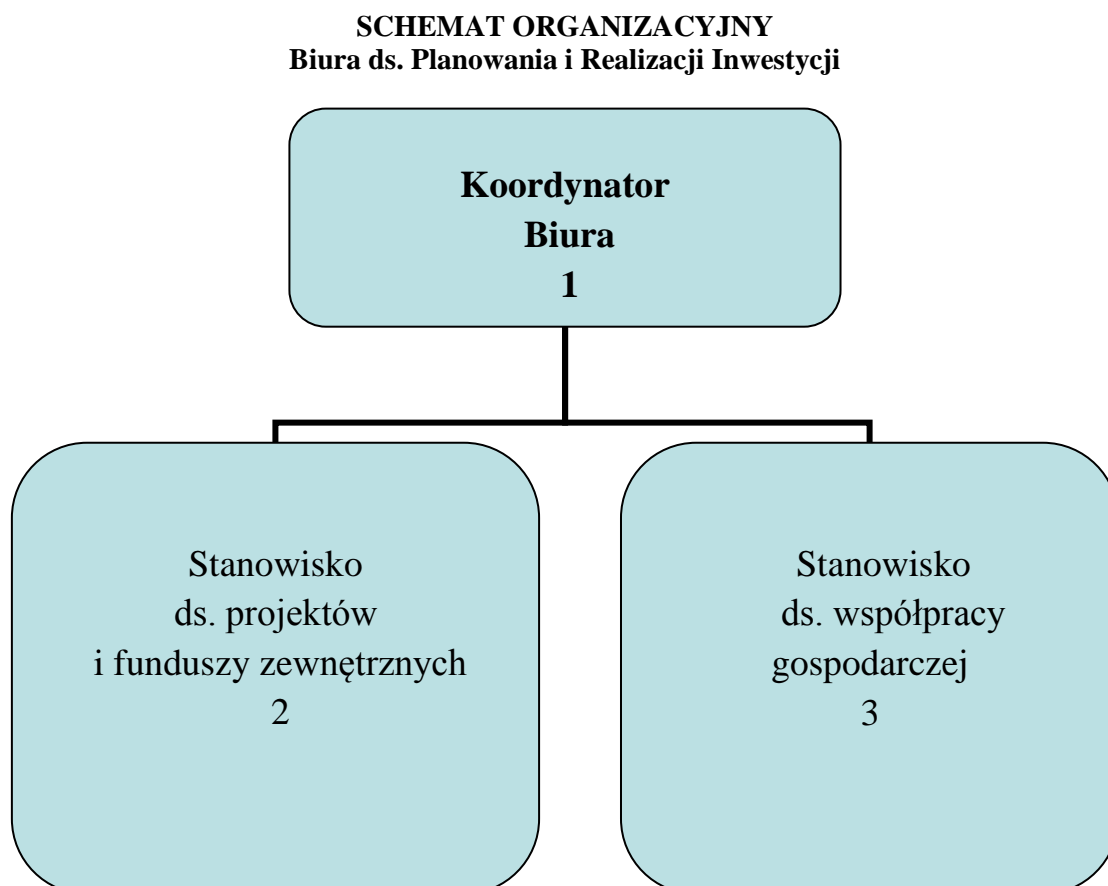 SCHEMAT ORGANIZACYJNY
Biura ds. Planowania i Realizacji Inwestycji
Koordynator
Biura
1
Stanowisko
ds. projektów
i funduszy zewnętrznych
2
Stanowisko
ds. współpracy
gospodarczej
3